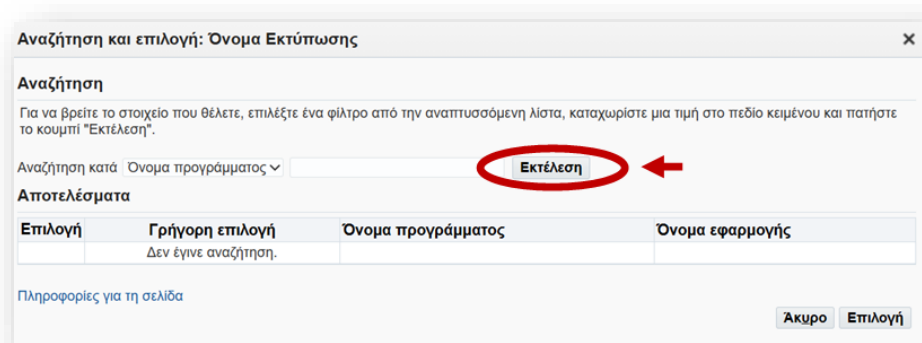 Αναζήτηση και επιλογή: Όνομα Εκτύπωσης
Αναζήτηση
Για να βρείτε το στοιχείο που θέλετε, επιλέξτε ένα φίλτρο από την αναπτυσσόμενη λίστα, καταχωρίστε μια τιμή στο πεδίο κειμένου και πατήστε
το κουμπί "Εκτέλεση".
Αναζήτηση κατά Όνομα προγράμματος Εκτέλεση
Αποτελέσματα
Επιλογή Γρήγορη επιλογή Όνομα προγράμματος Όνομα εφαρμογής
Δεν έγινε αναζήτηση.
Πληροφορίες για τη σελίδα
Άκυρο Επιλογή